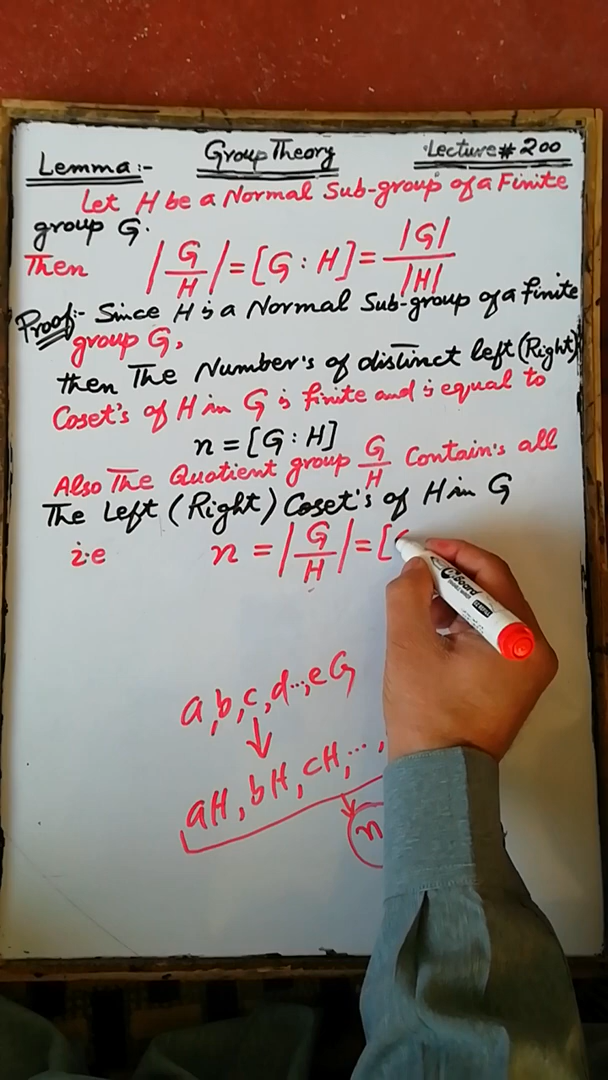 Lemma:- Group Theory Lecture # 200
Let H be a Normal Sub-group of a Finite
group G.
Then |G/H| = [G : H] = |G|/|H|
Proof:- Since H is a Normal Sub-group of a finite
group G,
then The Number's of distinct left (Right)
Coset's of H in G is finite and is equal to
n = [G : H]
Also The Quotient group G/H Contain's all
The Left (Right) Coset's of H in G
i.e n = |G/H| = [G
a, b, c, d..., e G
↓
aH, bH, cH, ...,
n